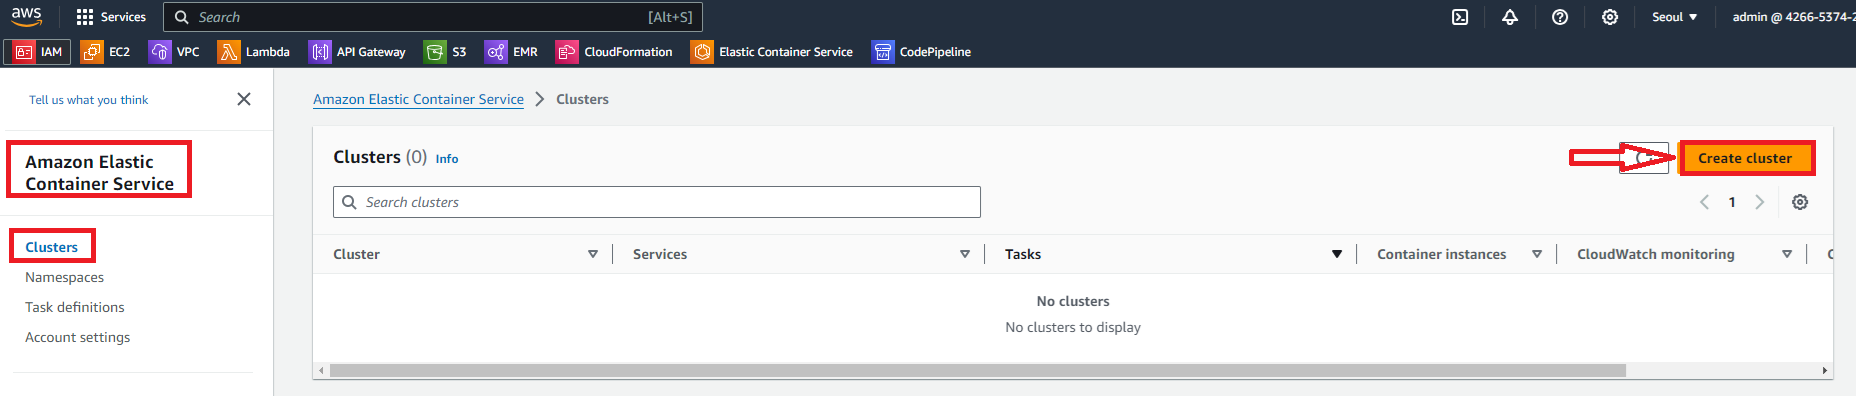 aws Services Search [Alt+S] Seoul admin @ 4266-5374-2
IAM EC2 VPC Lambda API Gateway S3 EMR CloudFormation Elastic Container Service CodePipeline
Tell us what you think
Amazon Elastic Container Service > Clusters
Amazon Elastic
Container Service
Clusters
Namespaces
Task definitions
Account settings
Clusters (0) Info
Create cluster
Search clusters
1
Cluster Services Tasks Container instances CloudWatch monitoring C
No clusters
No clusters to display